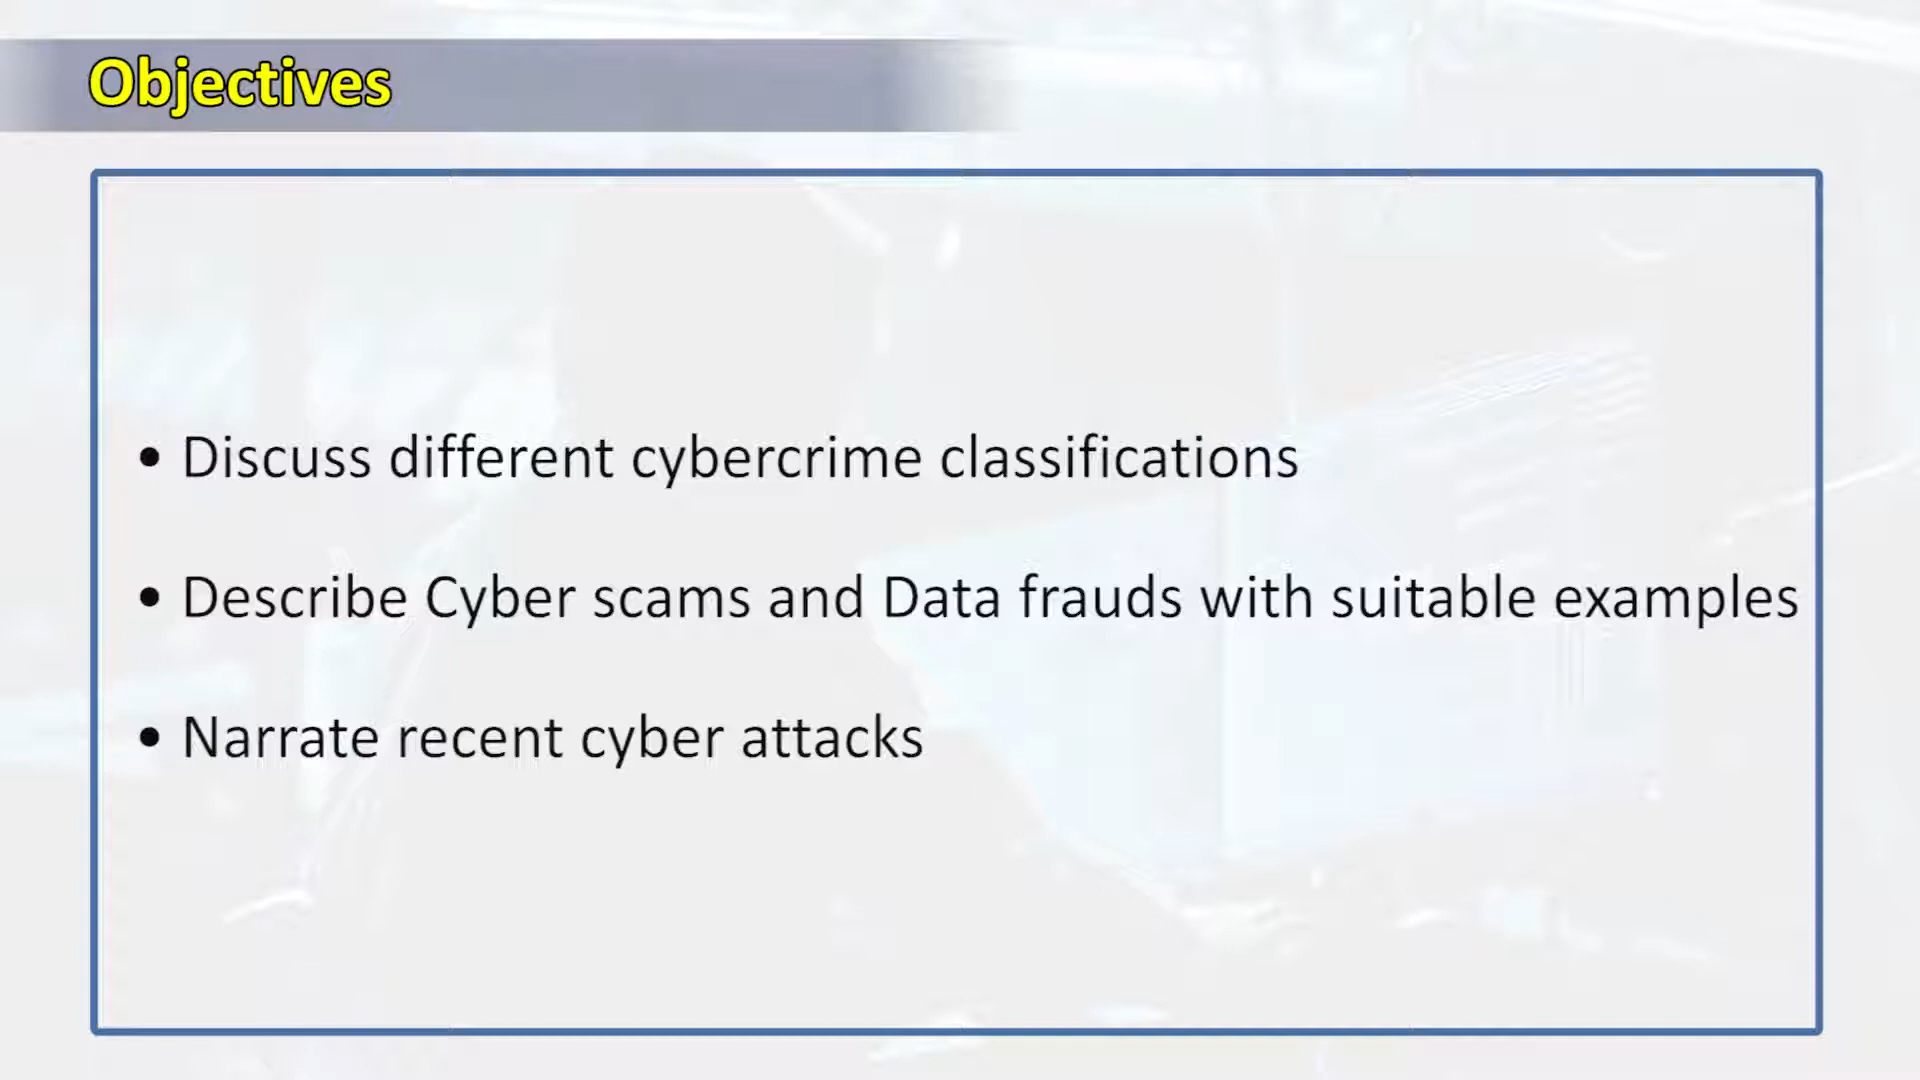 Objectives
• Discuss different cybercrime classifications
• Describe Cyber scams and Data frauds with suitable examples
• Narrate recent cyber attacks